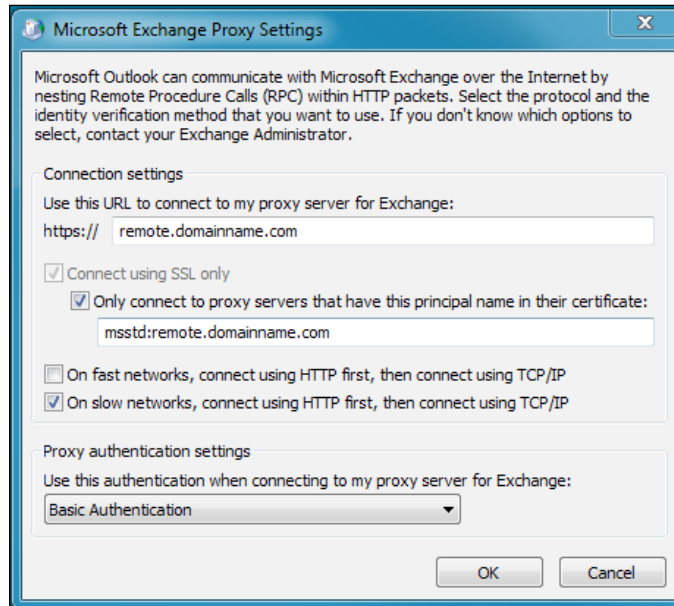 Microsoft Exchange Proxy Settings
Microsoft Outlook can communicate with Microsoft Exchange over the Internet by
nesting Remote Procedure Calls (RPC) within HTTP packets. Select the protocol and the
identity verification method that you want to use. If you don't know which options to
select, contact your Exchange Administrator.
Connection settings
Use this URL to connect to my proxy server for Exchange:
https:// remote.domainname.com
Connect using SSL only
Only connect to proxy servers that have this principal name in their certificate:
msstd:remote.domainname.com
On fast networks, connect using HTTP first, then connect using TCP/IP
On slow networks, connect using HTTP first, then connect using TCP/IP
Proxy authentication settings
Use this authentication when connecting to my proxy server for Exchange:
Basic Authentication
OK Cancel